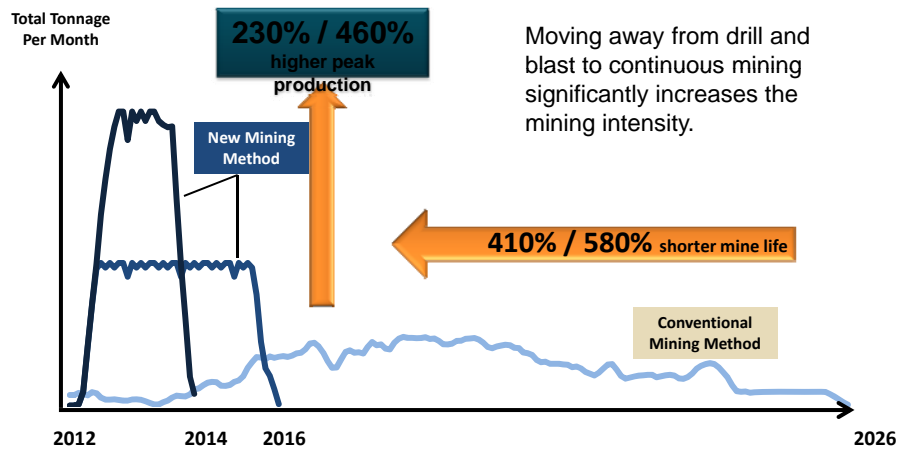 Total Tonnage
Per Month
230% / 460%
higher peak
production
Moving away from drill and
blast to continuous mining
significantly increases the
mining intensity.
New Mining
Method
410% / 580% shorter mine life
Conventional
Mining Method
2012
2014
2016
2026